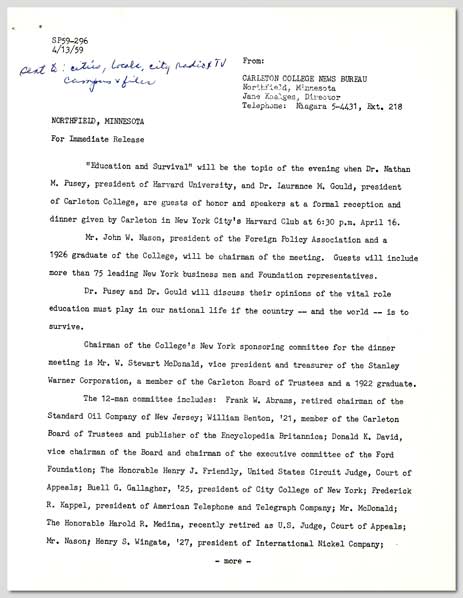 SP59-296
4/13/59
sent to: cities, locals, city radio & TV
campus & files
From:
CARLETON COLLEGE NEWS BUREAU
Northfield, Minnesota
Jane Koelges, Director
Telephone: Niagara 5-4431, Ext. 218
NORTHFIELD, MINNESOTA
For Immediate Release
"Education and Survival" will be the topic of the evening when Dr. Nathan
M. Pusey, president of Harvard University, and Dr. Laurance M. Gould, president
of Carleton College, are guests of honor and speakers at a formal reception and
dinner given by Carleton in New York City's Harvard Club at 6:30 p.m. April 16.
Mr. John W. Nason, president of the Foreign Policy Association and a
1926 graduate of the College, will be chairman of the meeting. Guests will include
more than 75 leading New York business men and Foundation representatives.
Dr. Pusey and Dr. Gould will discuss their opinions of the vital role
education must play in our national life if the country -- and the world -- is to
survive.
Chairman of the College's New York sponsoring committee for the dinner
meeting is Mr. W. Stewart McDonald, vice president and treasurer of the Stanley
Warner Corporation, a member of the Carleton Board of Trustees and a 1922 graduate.
The 12-man committee includes: Frank W. Abrams, retired chairman of the
Standard Oil Company of New Jersey; William Benton, '21, member of the Carleton
Board of Trustees and publisher of the Encyclopedia Britannica; Donald K. David,
vice chairman of the Board and chairman of the executive committee of the Ford
Foundation; The Honorable Henry J. Friendly, United States Circuit Judge, Court of
Appeals; Buell G. Gallagher, '25, president of City College of New York; Frederick
R. Kappel, president of American Telephone and Telegraph Company; Mr. McDonald;
The Honorable Harold R. Medina, recently retired as U.S. Judge, Court of Appeals;
Mr. Nason; Henry S. Wingate, '27, president of International Nickel Company;
- more -